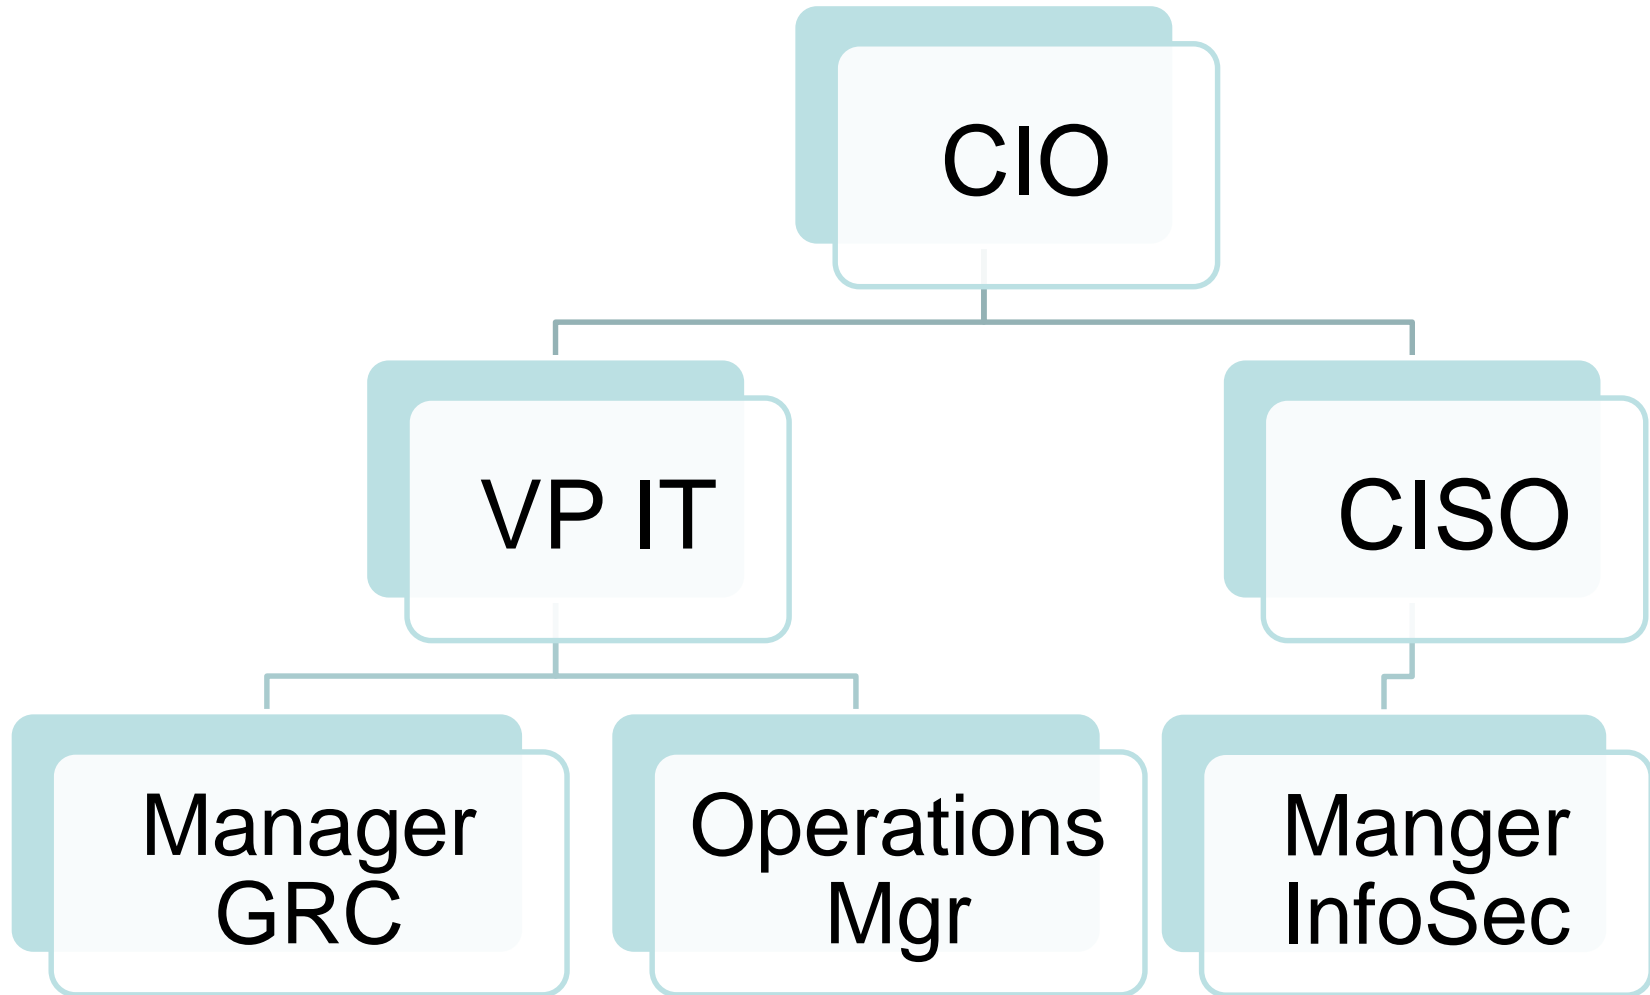 CIO
VP IT
CISO
Manager
GRC
Operations
Mgr
Manger
InfoSec